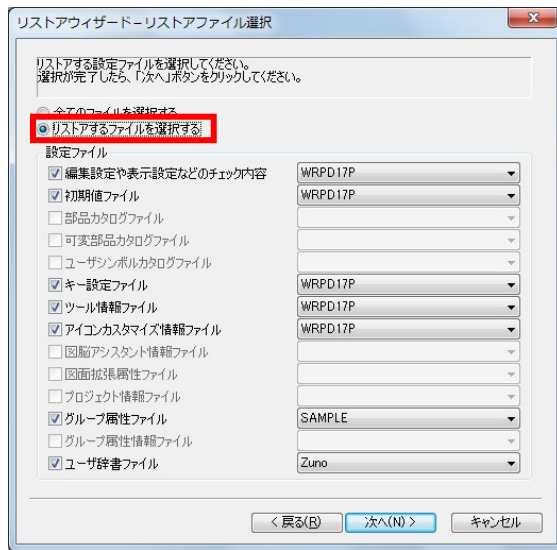 リストアウィザード－リストアファイル選択
リストアする設定ファイルを選択してください。
選択が完了したら、「次へ」ボタンをクリックしてください。
全てのファイルを選択する
リストアするファイルを選択する
設定ファイル
編集設定や表示設定などのチェック内容 WRPD17P
初期値ファイル WRPD17P
部品カタログファイル
可変部品カタログファイル
ユーザシンボルカタログファイル
キー設定ファイル WRPD17P
ツール情報ファイル WRPD17P
アイコンカスタマイズ情報ファイル WRPD17P
図脳アシスタント情報ファイル
図面拡張属性ファイル
プロジェクト情報ファイル
グループ属性ファイル SAMPLE
グループ属性情報ファイル
ユーザ辞書ファイル Zuno
< 戻る(R) 次へ(N) > キャンセル